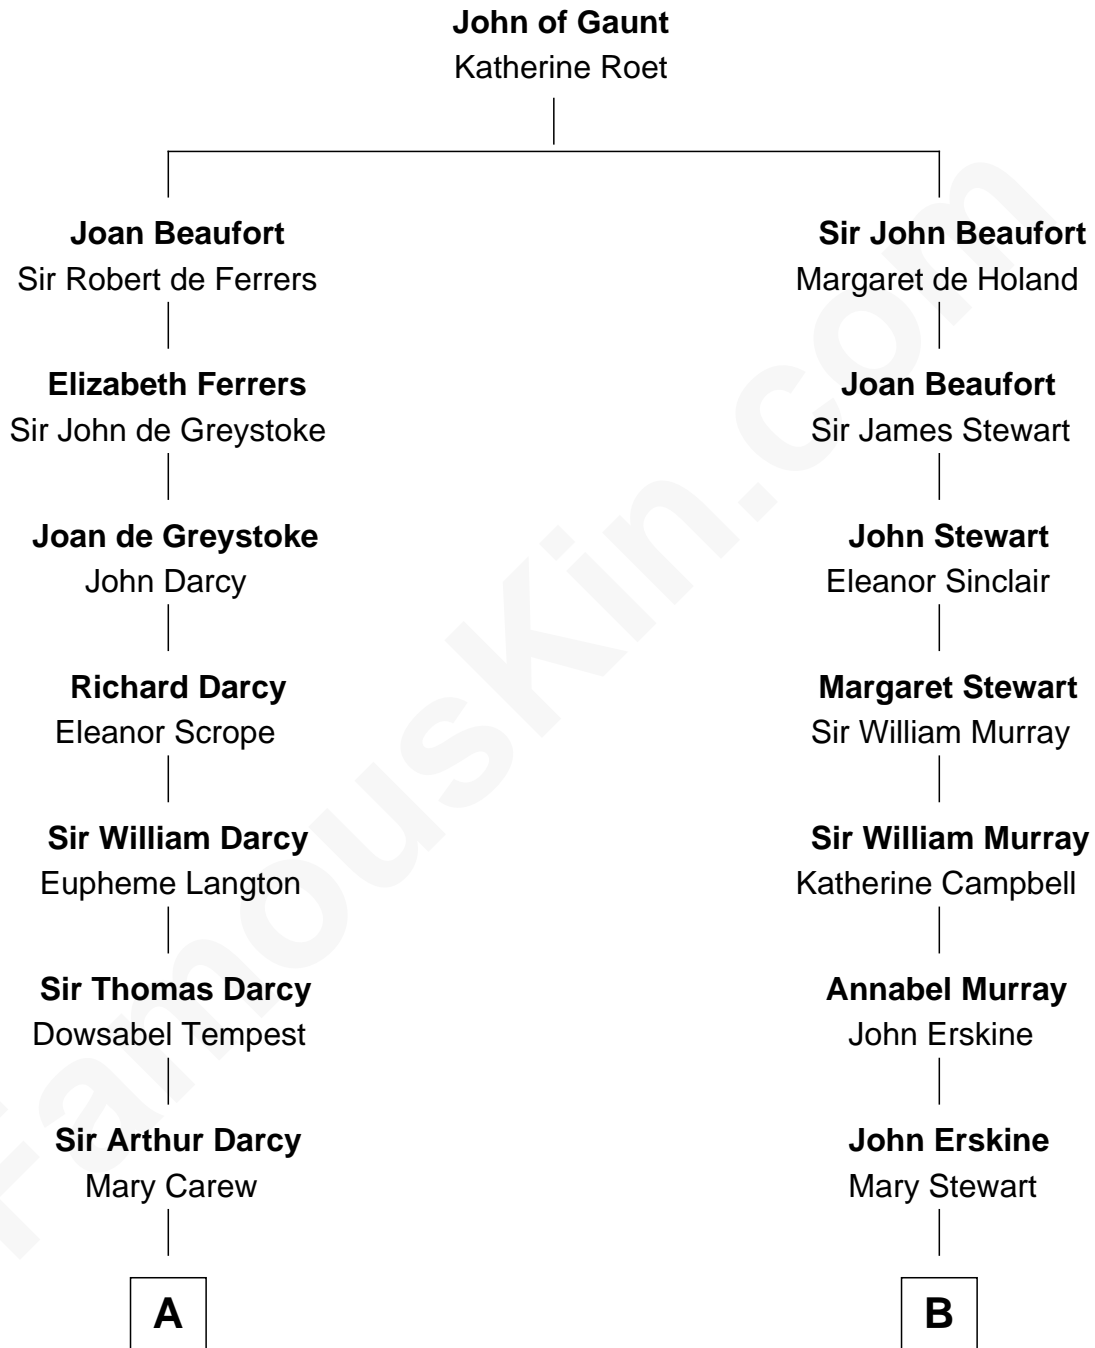 John of Gaunt
Katherine Roet
Joan Beaufort
Sir Robert de Ferrers
Sir John Beaufort
Margaret de Holand
Elizabeth Ferrers
Sir John de Greystoke
Joan Beaufort
Sir James Stewart
Joan de Greystoke
John Darcy
John Stewart
Eleanor Sinclair
Richard Darcy
Eleanor Scrope
Margaret Stewart
Sir William Murray
Sir William Darcy
Eupheme Langton
Sir William Murray
Katherine Campbell
Sir Thomas Darcy
Dowsabel Tempest
Annabel Murray
John Erskine
Sir Arthur Darcy
Mary Carew
John Erskine
Mary Stewart
A
B
FamousKin.com